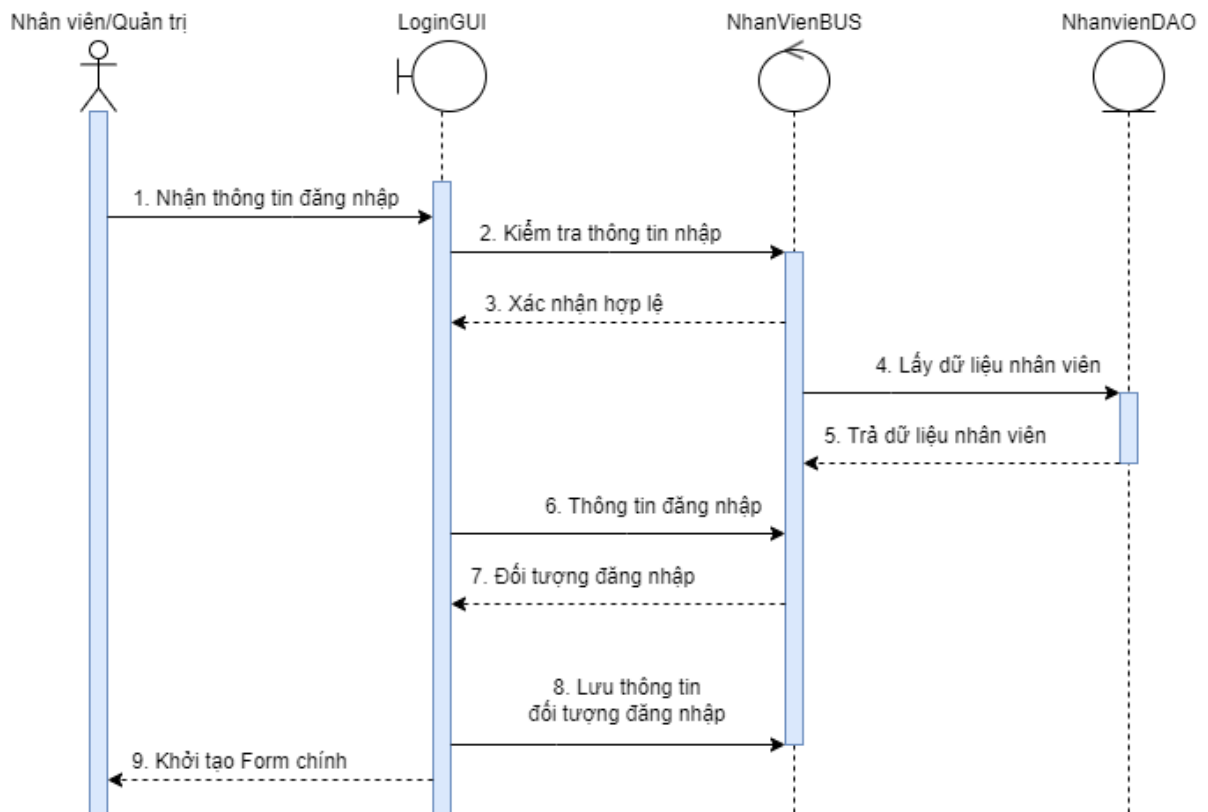 Nhân viên/Quản trị
LoginGUI
NhanVienBUS
NhanvienDAO
1. Nhận thông tin đăng nhập
2. Kiểm tra thông tin nhập
3. Xác nhận hợp lệ
4. Lấy dữ liệu nhân viên
5. Trả dữ liệu nhân viên
6. Thông tin đăng nhập
7. Đối tượng đăng nhập
8. Lưu thông tin
đối tượng đăng nhập
9. Khởi tạo Form chính